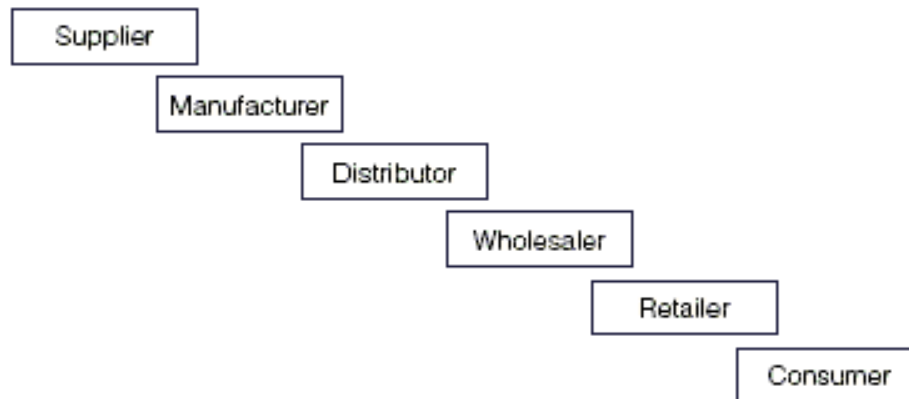 Supplier
Manufacturer
Distributor
Wholesaler
Retailer
Consumer